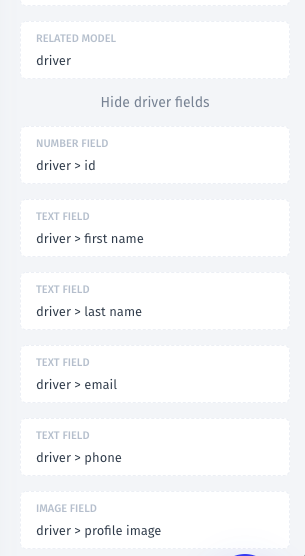 RELATED MODEL
driver
Hide driver fields
NUMBER FIELD
driver > id
TEXT FIELD
driver > first name
TEXT FIELD
driver > last name
TEXT FIELD
driver > email
TEXT FIELD
driver > phone
IMAGE FIELD
driver > profile image